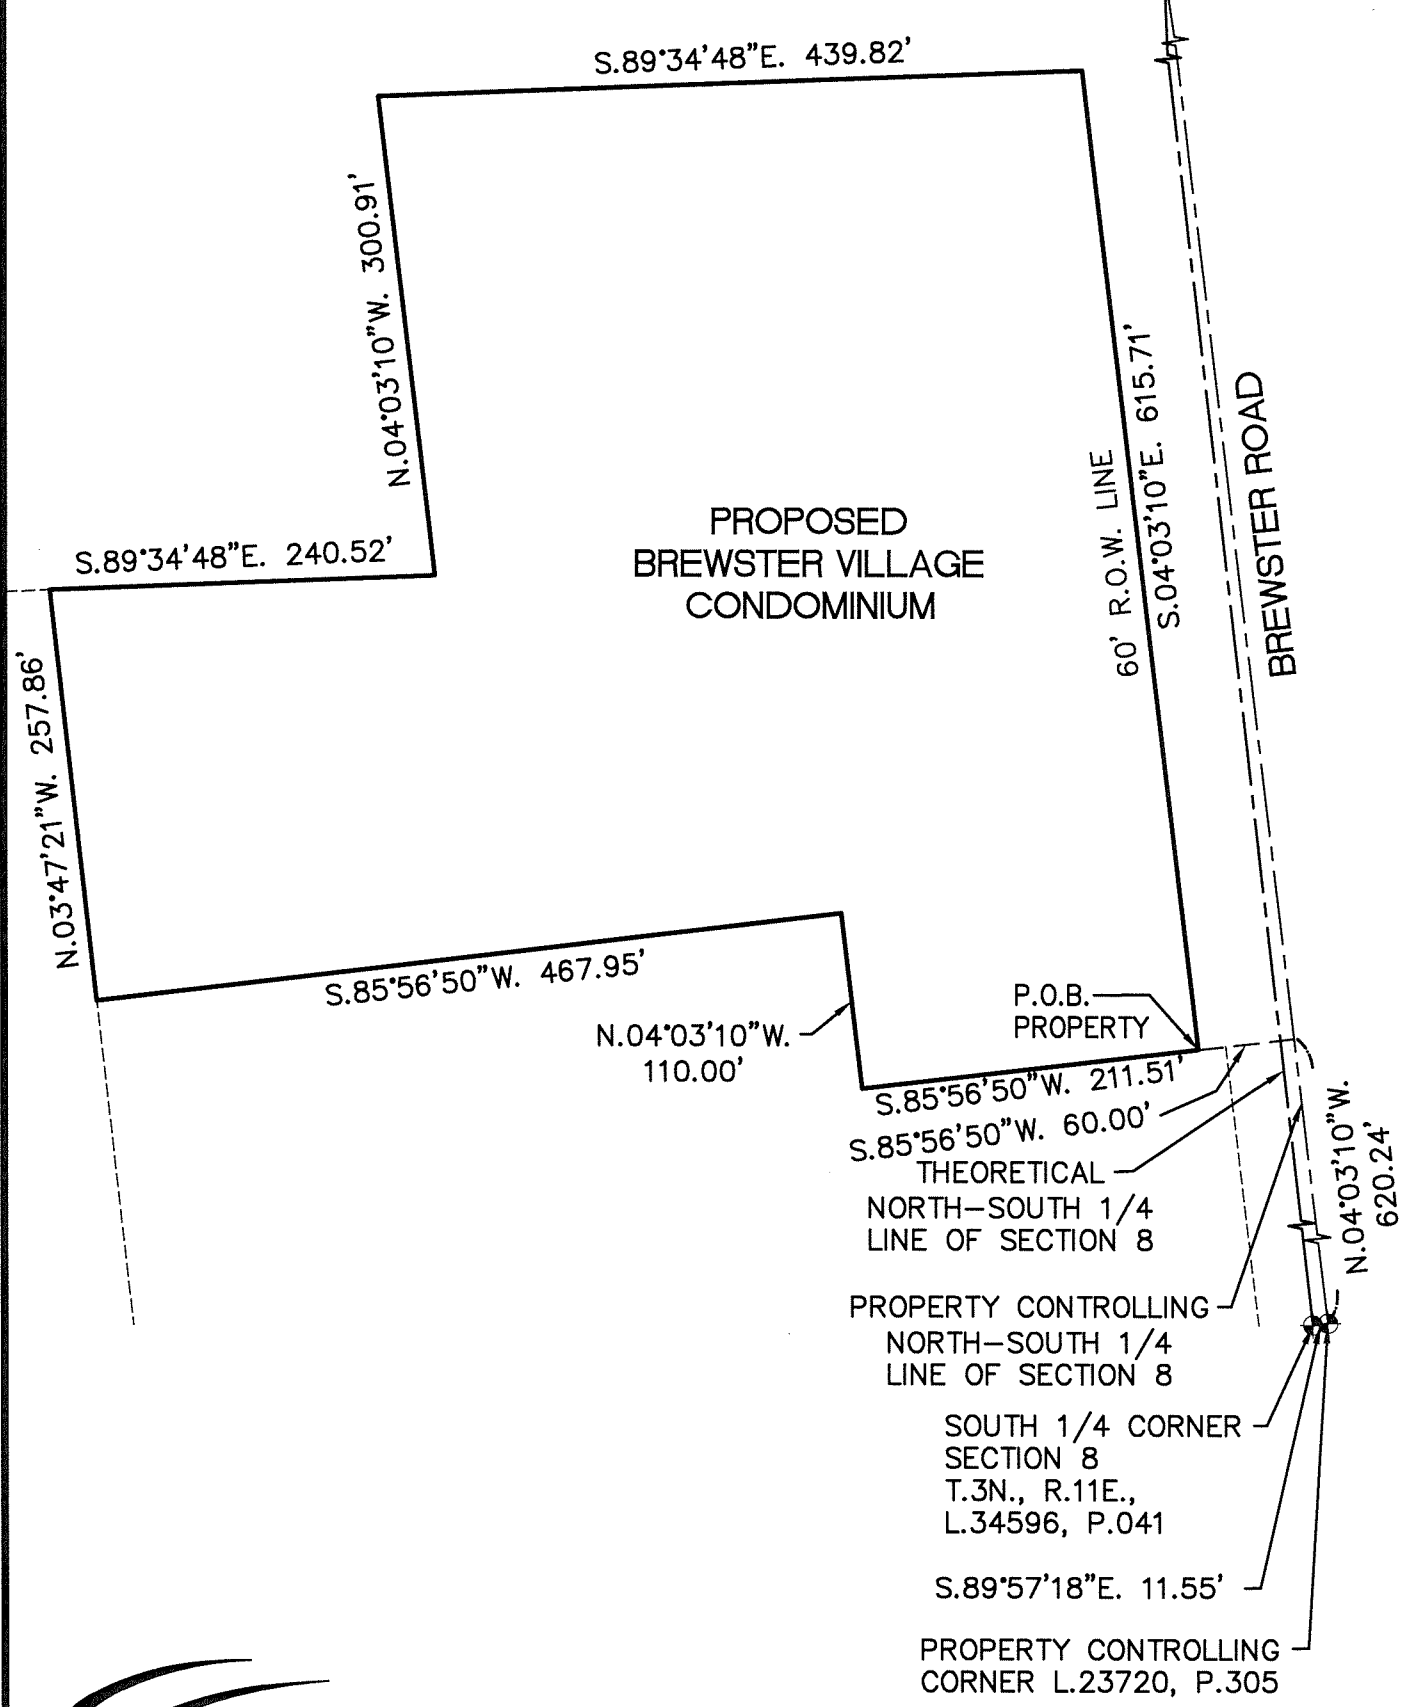 S.89°34'48"E. 439.82'
N.04°03'10"W. 300.91'
S.89°34'48"E. 240.52'
N.03°47'21"W. 257.86'
PROPOSED
BREWSTER VILLAGE
CONDOMINIUM
60' R.O.W. LINE
S.04°03'10"E. 615.71'
BREWSTER ROAD
S.85°56'50"W. 467.95'
N.04°03'10"W.
110.00'
P.O.B.
PROPERTY
S.85°56'50"W. 211.51'
S.85°56'50"W. 60.00'
THEORETICAL
NORTH-SOUTH 1/4
LINE OF SECTION 8
N.04°03'10"W.
620.24'
PROPERTY CONTROLLING
NORTH-SOUTH 1/4
LINE OF SECTION 8
SOUTH 1/4 CORNER
SECTION 8
T.3N., R.11E.,
L.34596, P.041
S.89°57'18"E. 11.55'
PROPERTY CONTROLLING
CORNER L.23720, P.305